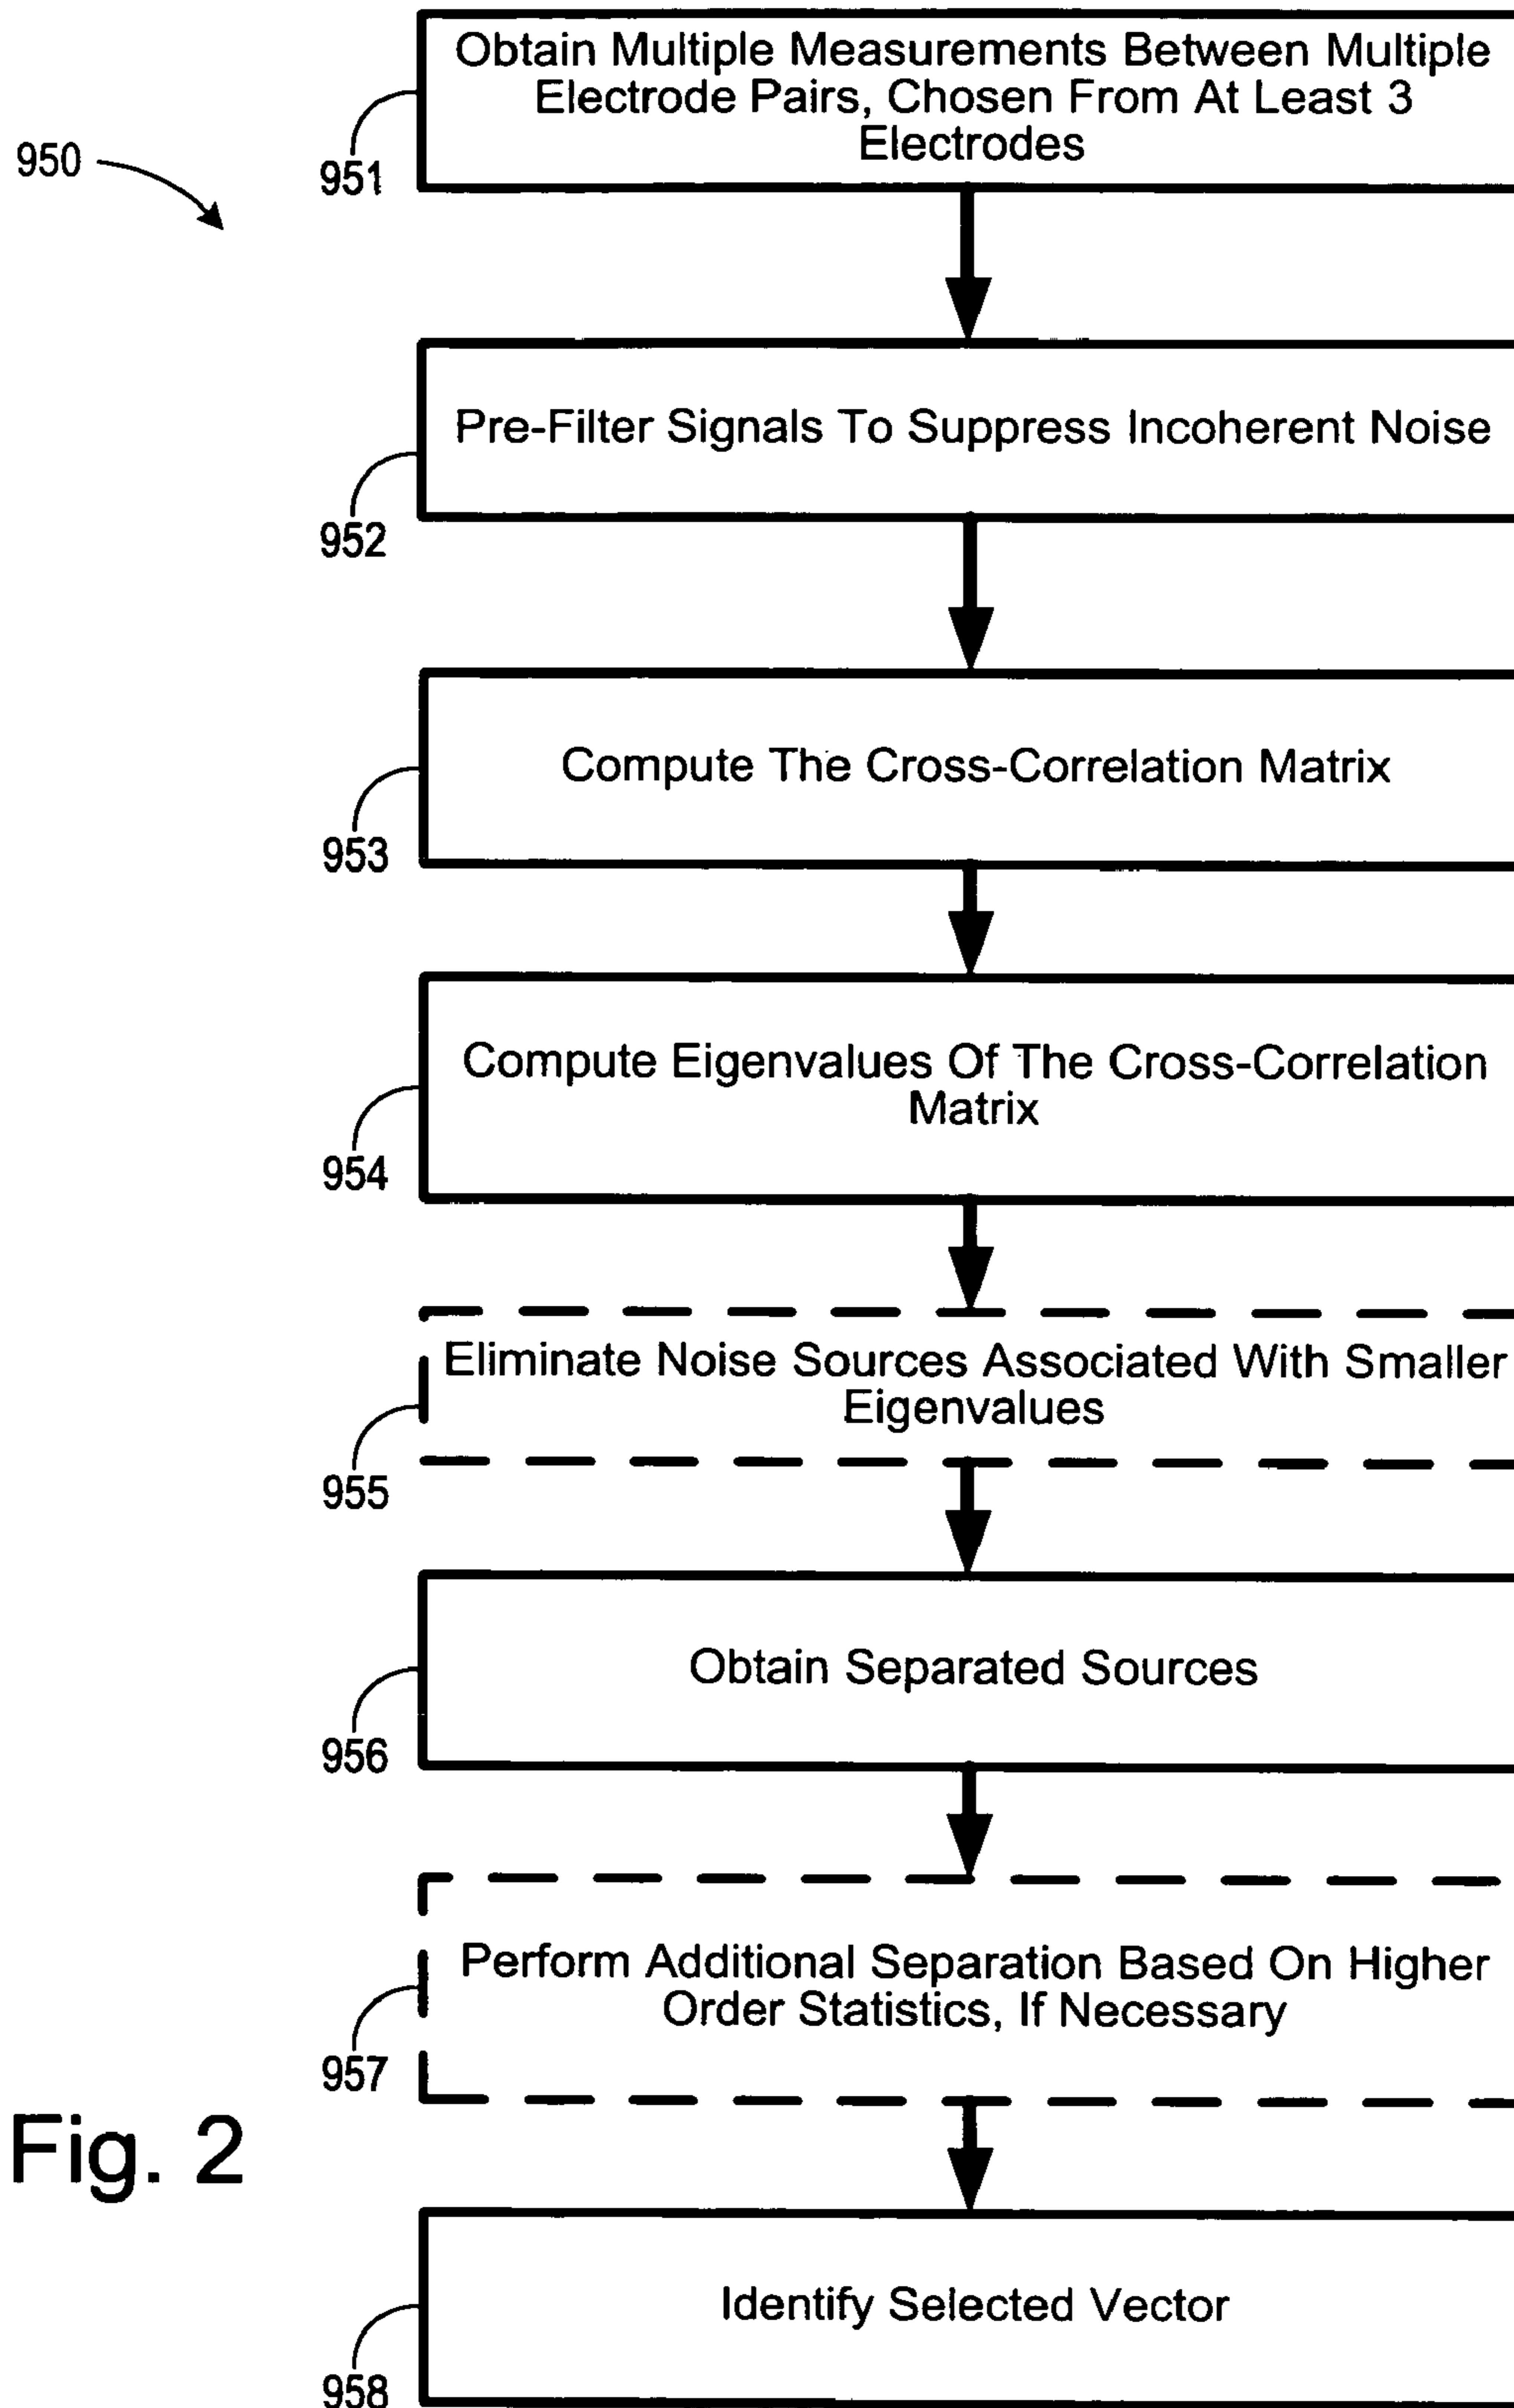 Obtain Multiple Measurements Between Multiple
Electrode Pairs, Chosen From At Least 3
Electrodes
950
951
Pre-Filter Signals To Suppress Incoherent Noise
952
Compute The Cross-Correlation Matrix
953
Compute Eigenvalues Of The Cross-Correlation
Matrix
954
Eliminate Noise Sources Associated With Smaller
Eigenvalues
955
Obtain Separated Sources
956
Perform Additional Separation Based On Higher
Order Statistics, If Necessary
957
Fig. 2
Identify Selected Vector
958